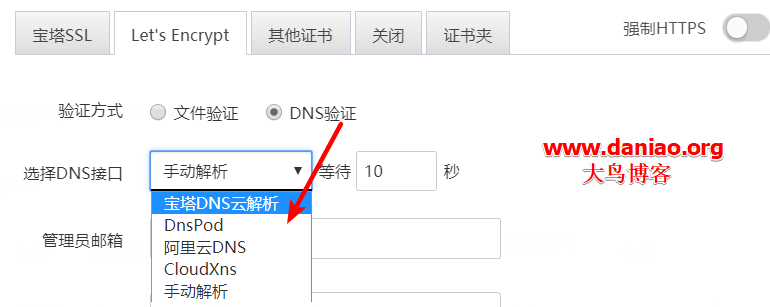 宝塔SSL Let's Encrypt 其他证书 关闭 证书夹 强制HTTPS
验证方式 文件验证 DNS验证
www.daniao.org
选择DNS接口 手动解析 等待 10 秒
大鸟博客
宝塔DNS云解析
DnsPod
管理员邮箱
阿里云DNS
CloudXns
手动解析